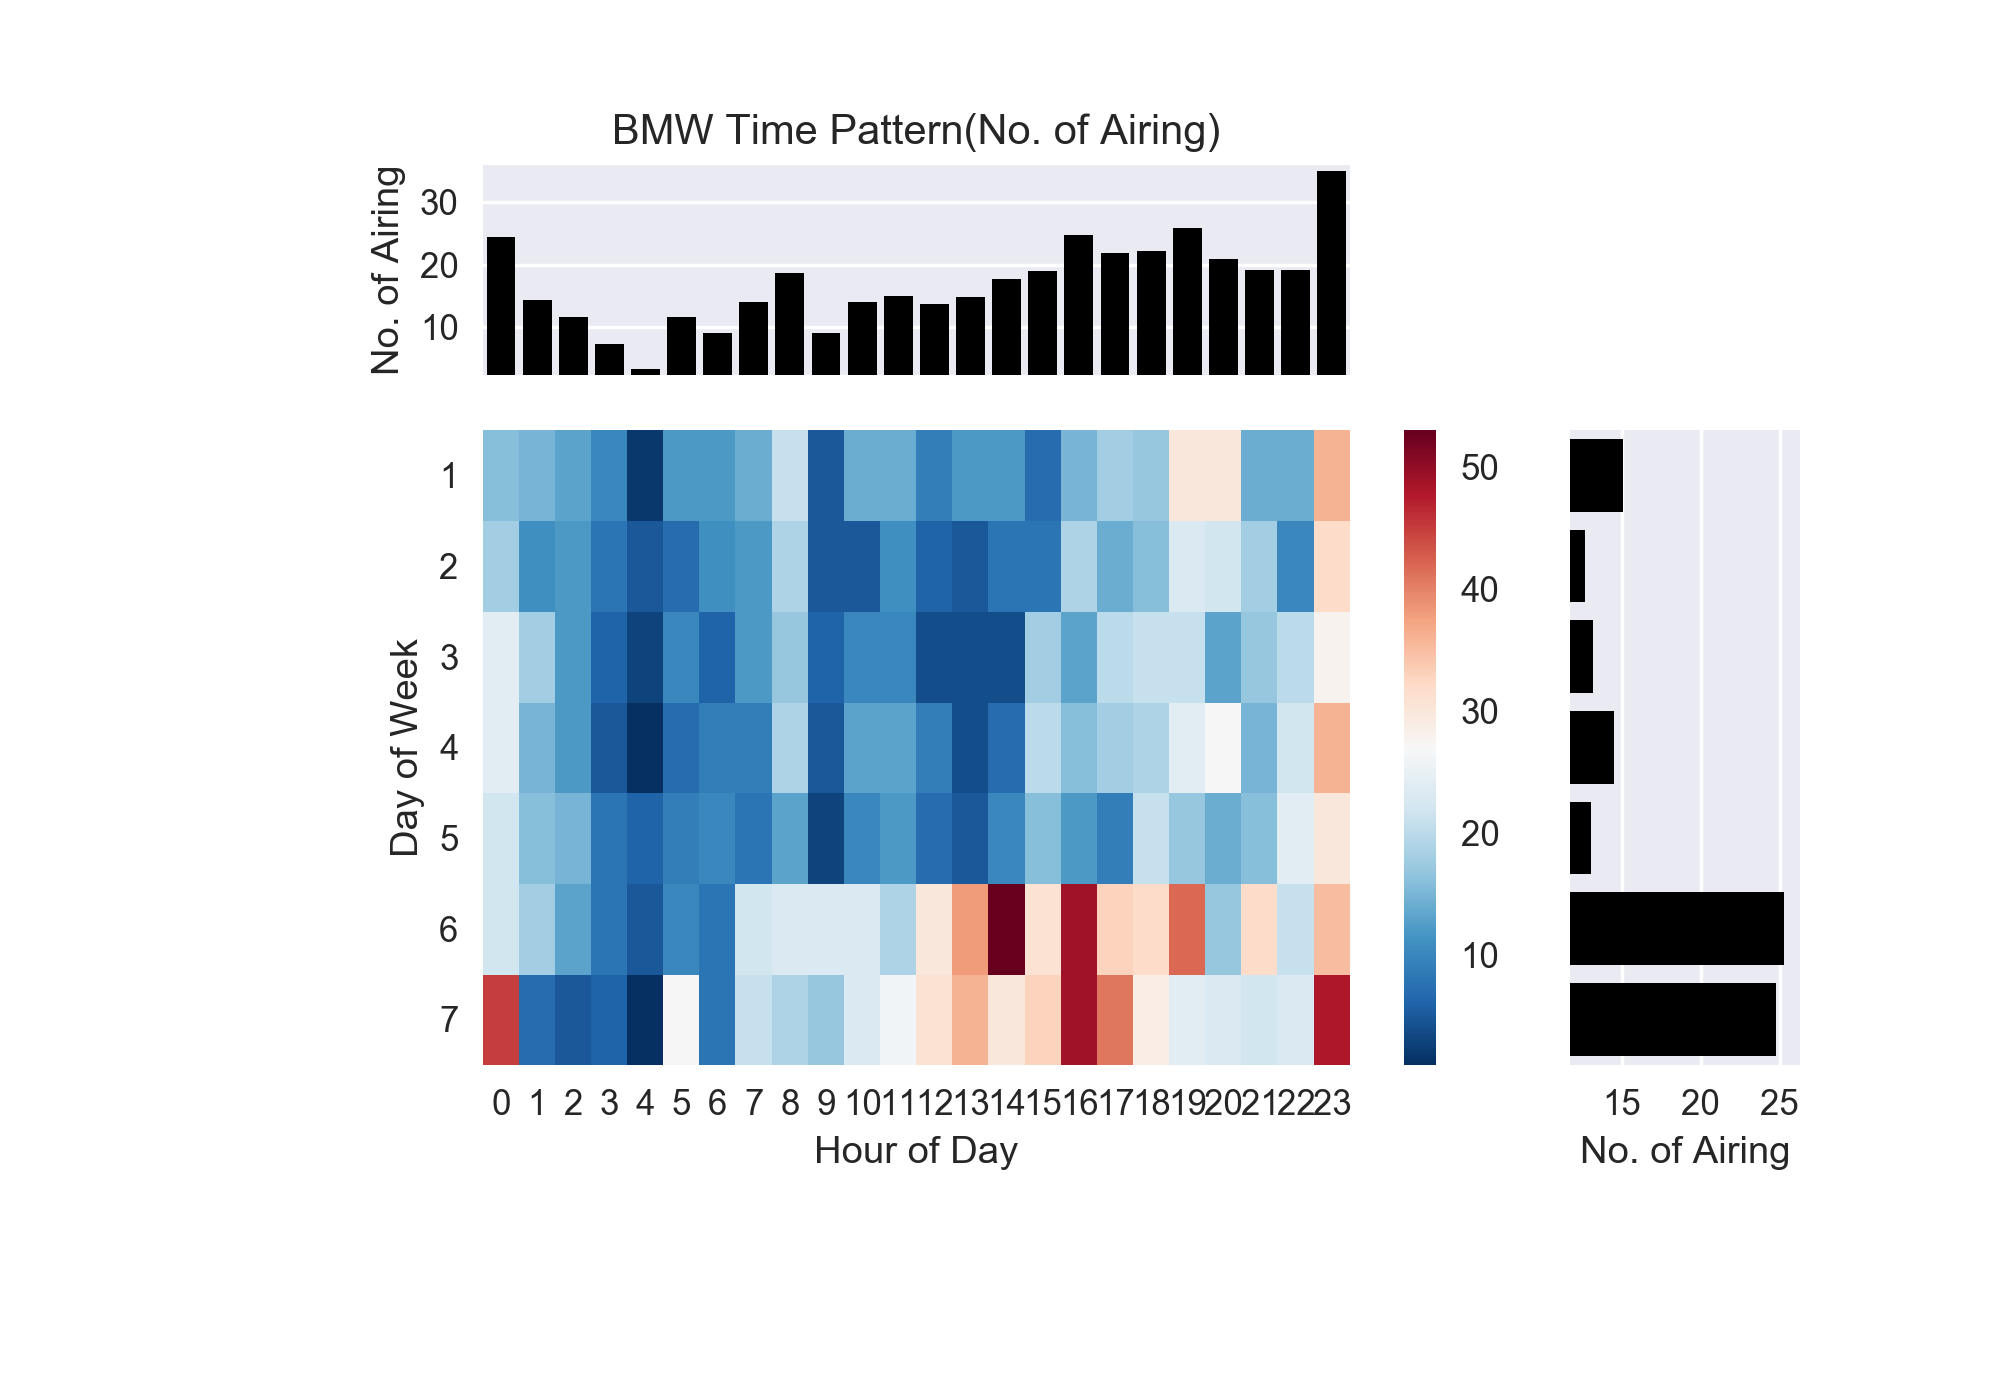 BMW Time Pattern(No. of Airing)
No. of Airing
30
20
10
Day of Week
1
2
3
4
5
6
7
0 1 2 3 4 5 6 7 8 9 10 11 12 13 14 15 16 17 18 19 20 21 22 23
Hour of Day
50
40
30
20
10
15 20 25
No. of Airing